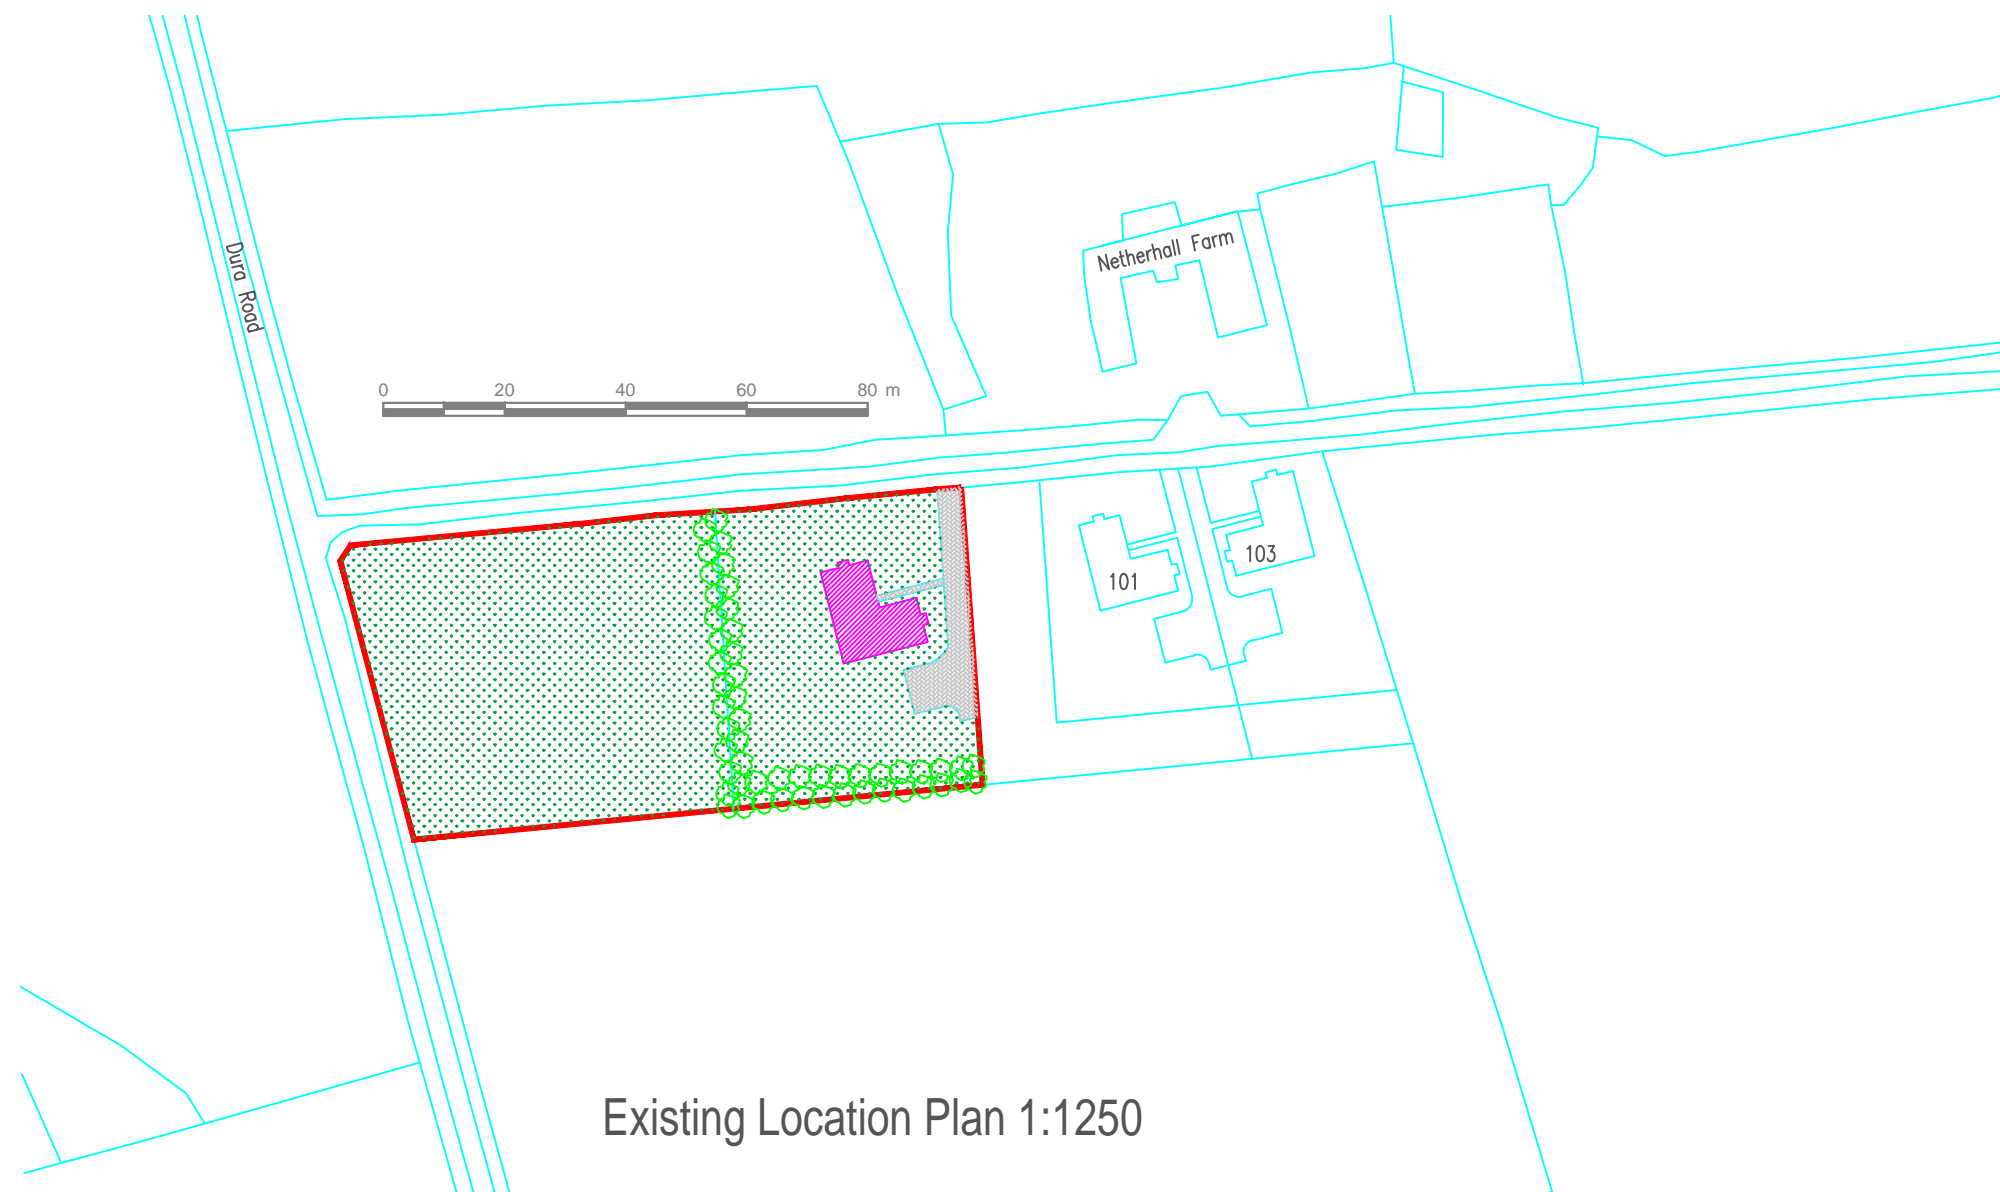 Dura Road
Netherhall Farm
0 20 40 60 80 m
101
103
Existing Location Plan 1:1250